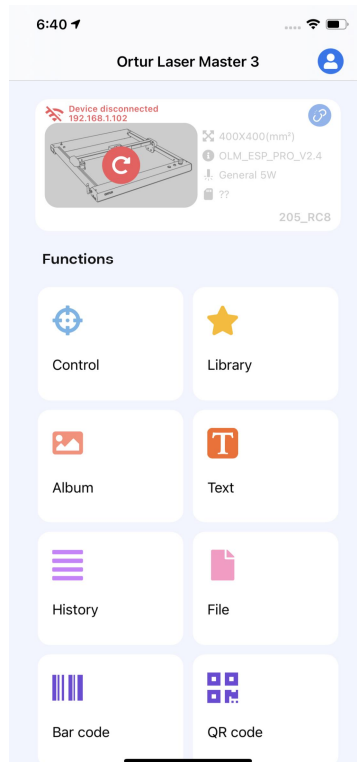 6:40
Ortur Laser Master 3
Device disconnected
192.168.1.102
400X400(mm²)
OLM_ESP_PRO_V2.4
General 5W
??
205_RC8
Functions
Control
Library
T
Album
Text
History
File
Bar code
QR code